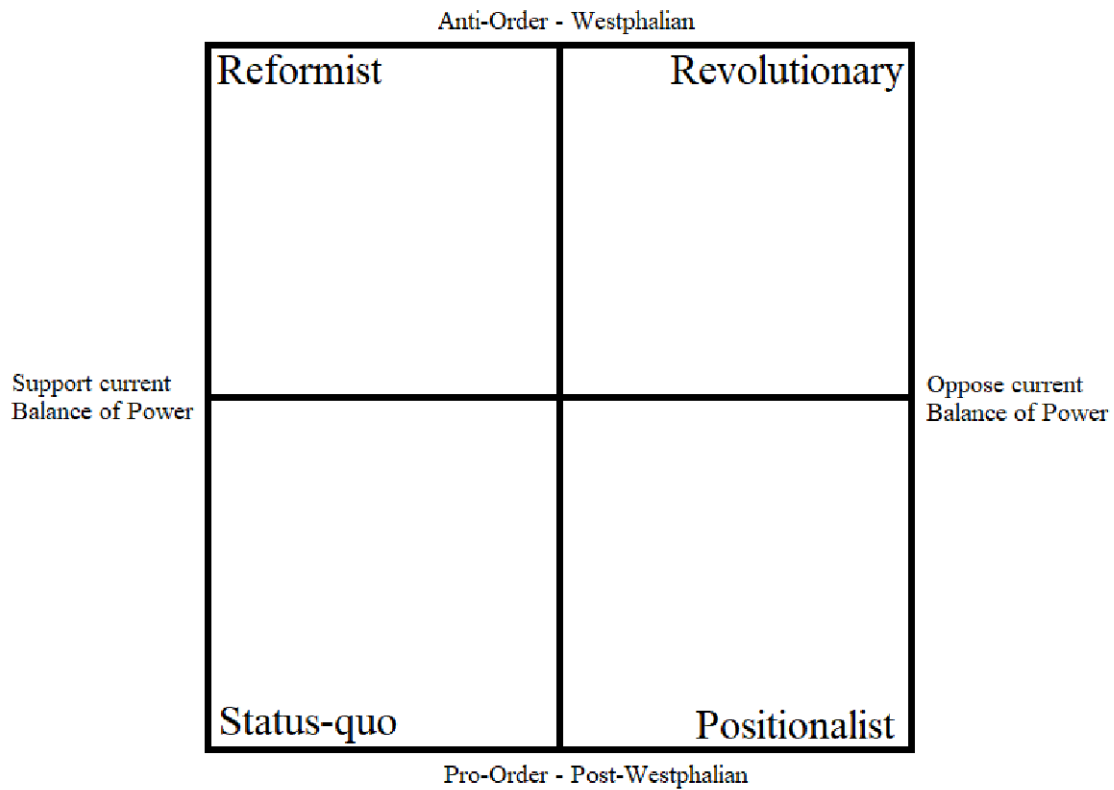 Anti-Order - Westphalian
Reformist
Revolutionary
Support current
Balance of Power
Oppose current
Balance of Power
Status-quo
Positionalist
Pro-Order - Post-Westphalian